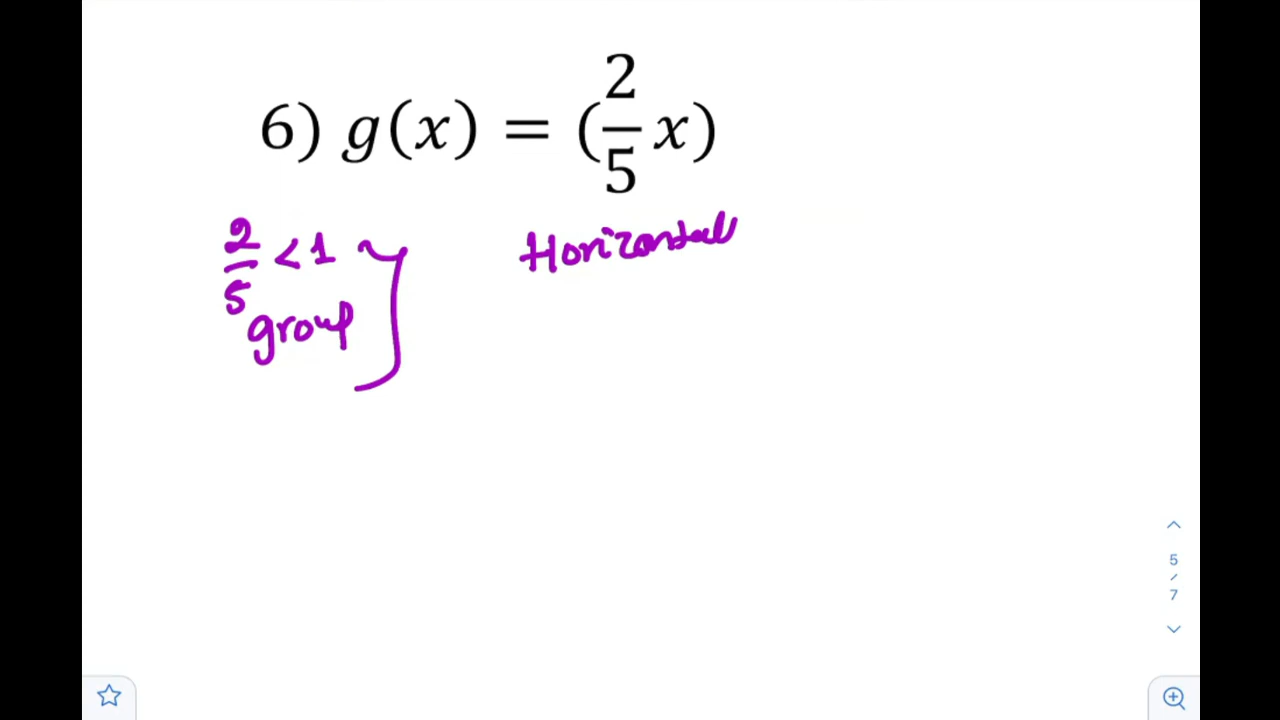 6) g(x) = (2/5 x)
2/5 < 1
Horizontal
group
5
/
7